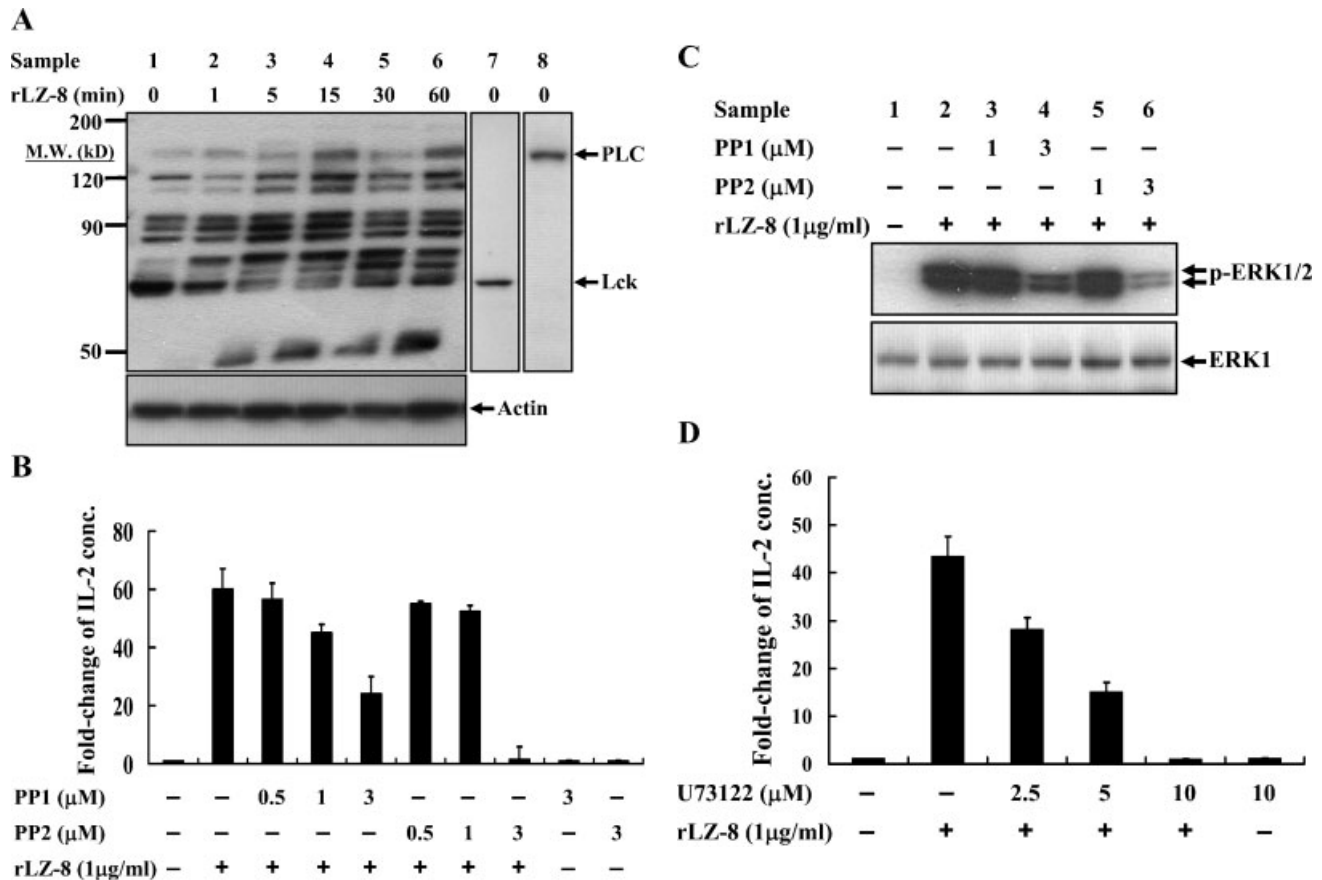 A
Sample 1 2 3 4 5 6 7 8
rLZ-8 (min) 0 1 5 15 30 60 0 0
200
M.W. (kD)
120
90
50
PLC
Lck
Actin
B
Fold-change of IL-2 conc.
80
60
40
20
0
PP1 (μM) – – 0.5 1 3 – – – 3 –
PP2 (μM) – – – – – 0.5 1 3 – 3
rLZ-8 (1μg/ml) – + + + + + + + – –
C
Sample 1 2 3 4 5 6
PP1 (μM) – – 1 3 – –
PP2 (μM) – – – – 1 3
rLZ-8 (1μg/ml) – + + + + +
p-ERK1/2
ERK1
D
Fold-change of IL-2 conc.
60
50
40
30
20
10
0
U73122 (μM) – – 2.5 5 10 10
rLZ-8 (1μg/ml) – + + + + –